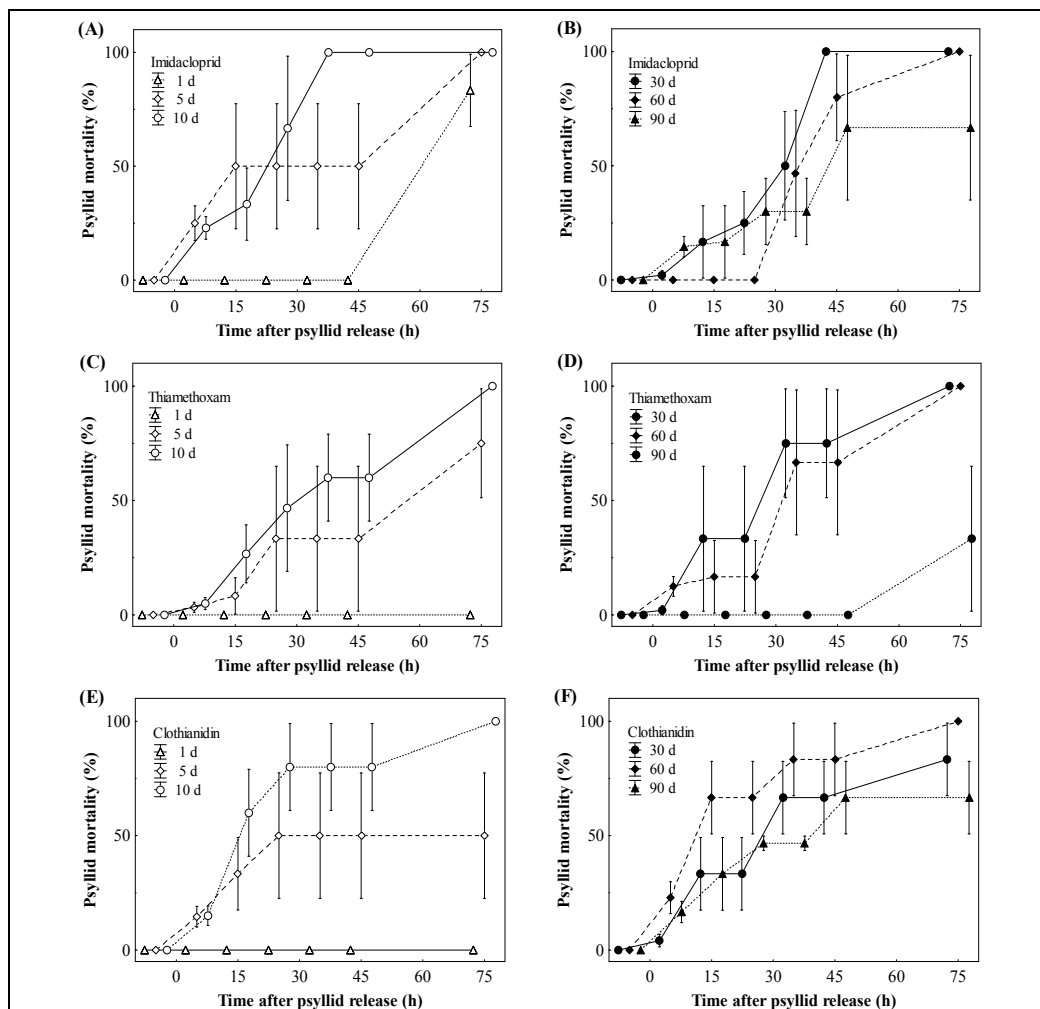 (A)
Imidacloprid
1 d
5 d
10 d
Psyllid mortality (%)
100
50
0
0 15 30 45 60 75
Time after psyllid release (h)
(B)
Imidacloprid
30 d
60 d
90 d
Psyllid mortality (%)
100
50
0
0 15 30 45 60 75
Time after psyllid release (h)
(C)
Thiamethoxam
1 d
5 d
10 d
Psyllid mortality (%)
100
50
0
0 15 30 45 60 75
Time after psyllid release (h)
(D)
Thiamethoxam
30 d
60 d
90 d
Psyllid mortality (%)
100
50
0
0 15 30 45 60 75
Time after psyllid release (h)
(E)
Clothianidin
1 d
5 d
10 d
Psyllid mortality (%)
100
50
0
0 15 30 45 60 75
Time after psyllid release (h)
(F)
Clothianidin
30 d
60 d
90 d
Psyllid mortality (%)
100
50
0
0 15 30 45 60 75
Time after psyllid release (h)